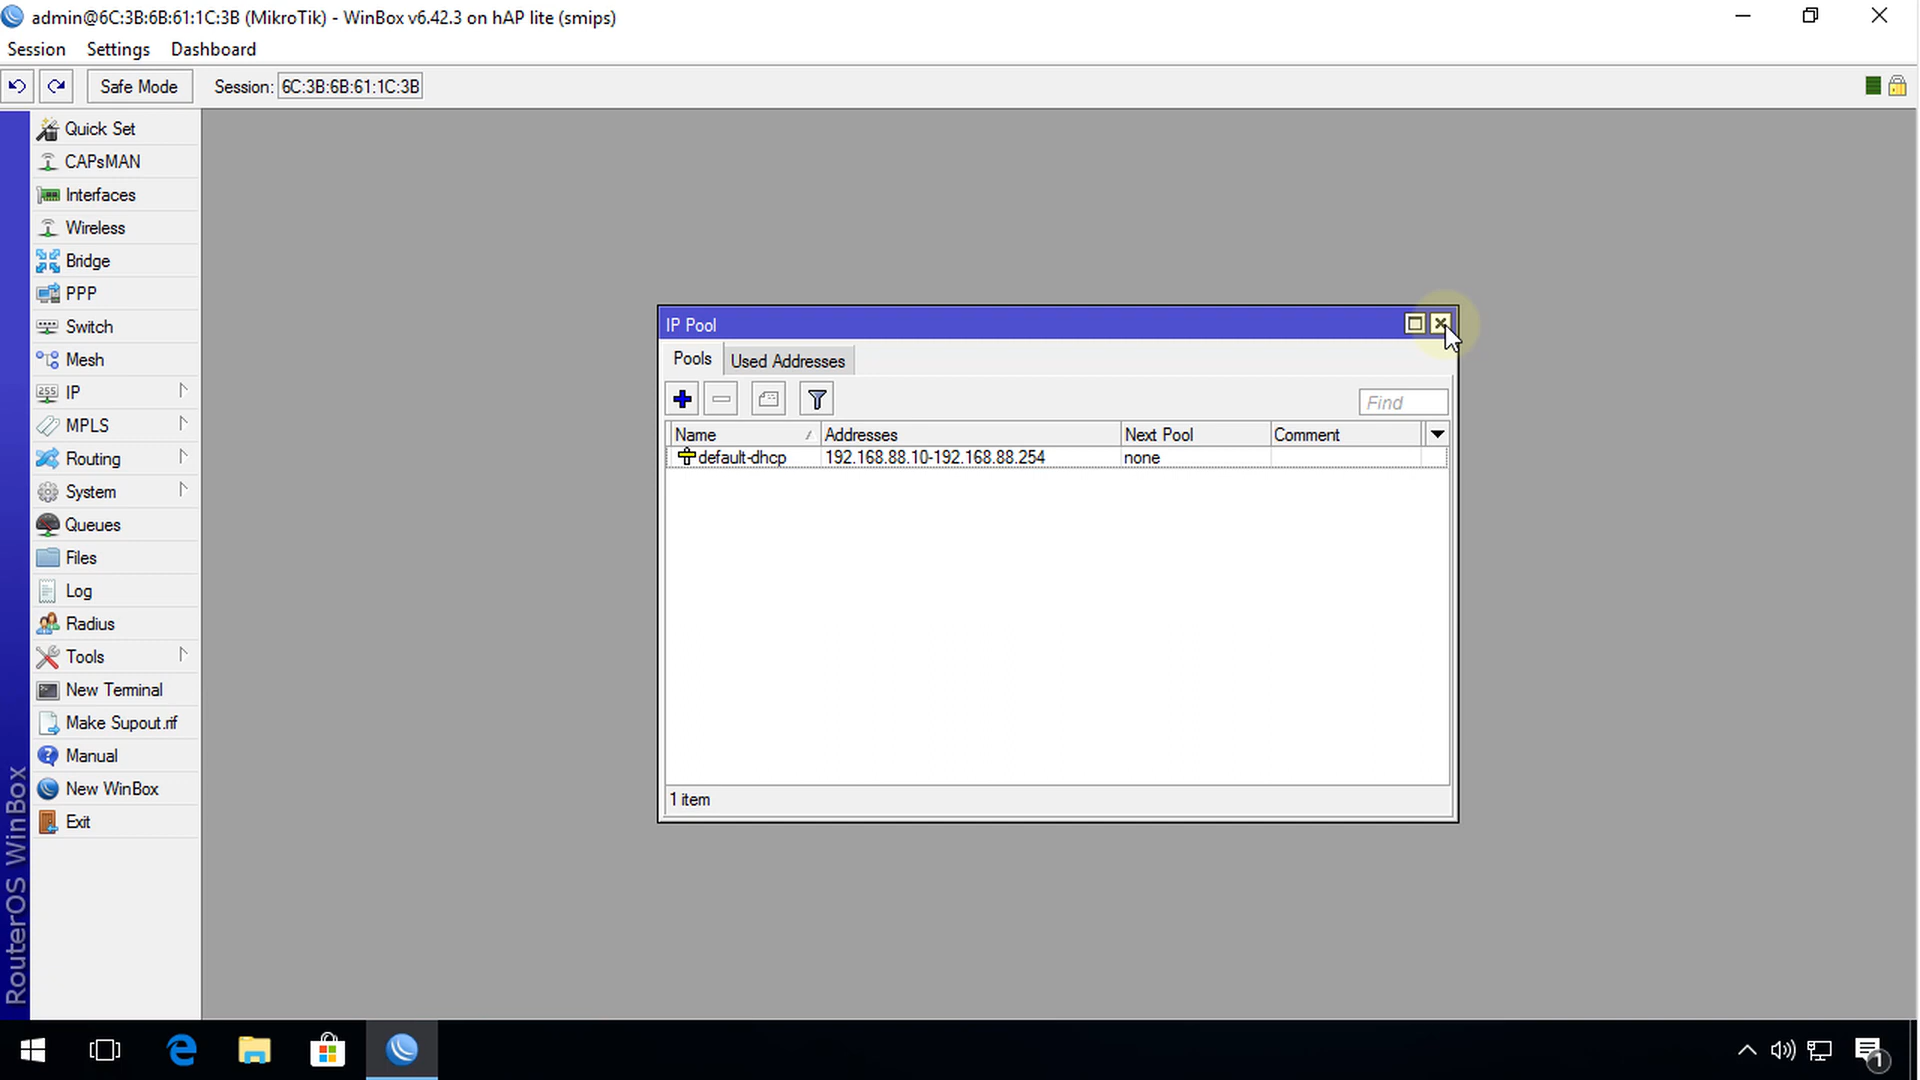 admin@6C:3B:6B:61:1C:3B (MikroTik) - WinBox v6.42.3 on hAP lite (smips)
Session Settings Dashboard
Safe Mode Session: 6C:3B:6B:61:1C:3B
Quick Set
CAPsMAN
Interfaces
Wireless
Bridge
PPP
Switch
Mesh
255 IP
MPLS
Routing
System
Queues
Files
Log
Radius
Tools
New Terminal
Make Supout.rif
Manual
New WinBox
Exit
RouterOS WinBox
IP Pool
Pools Used Addresses
Find
Name Addresses Next Pool Comment
default-dhcp 192.168.88.10-192.168.88.254 none
1 item
1